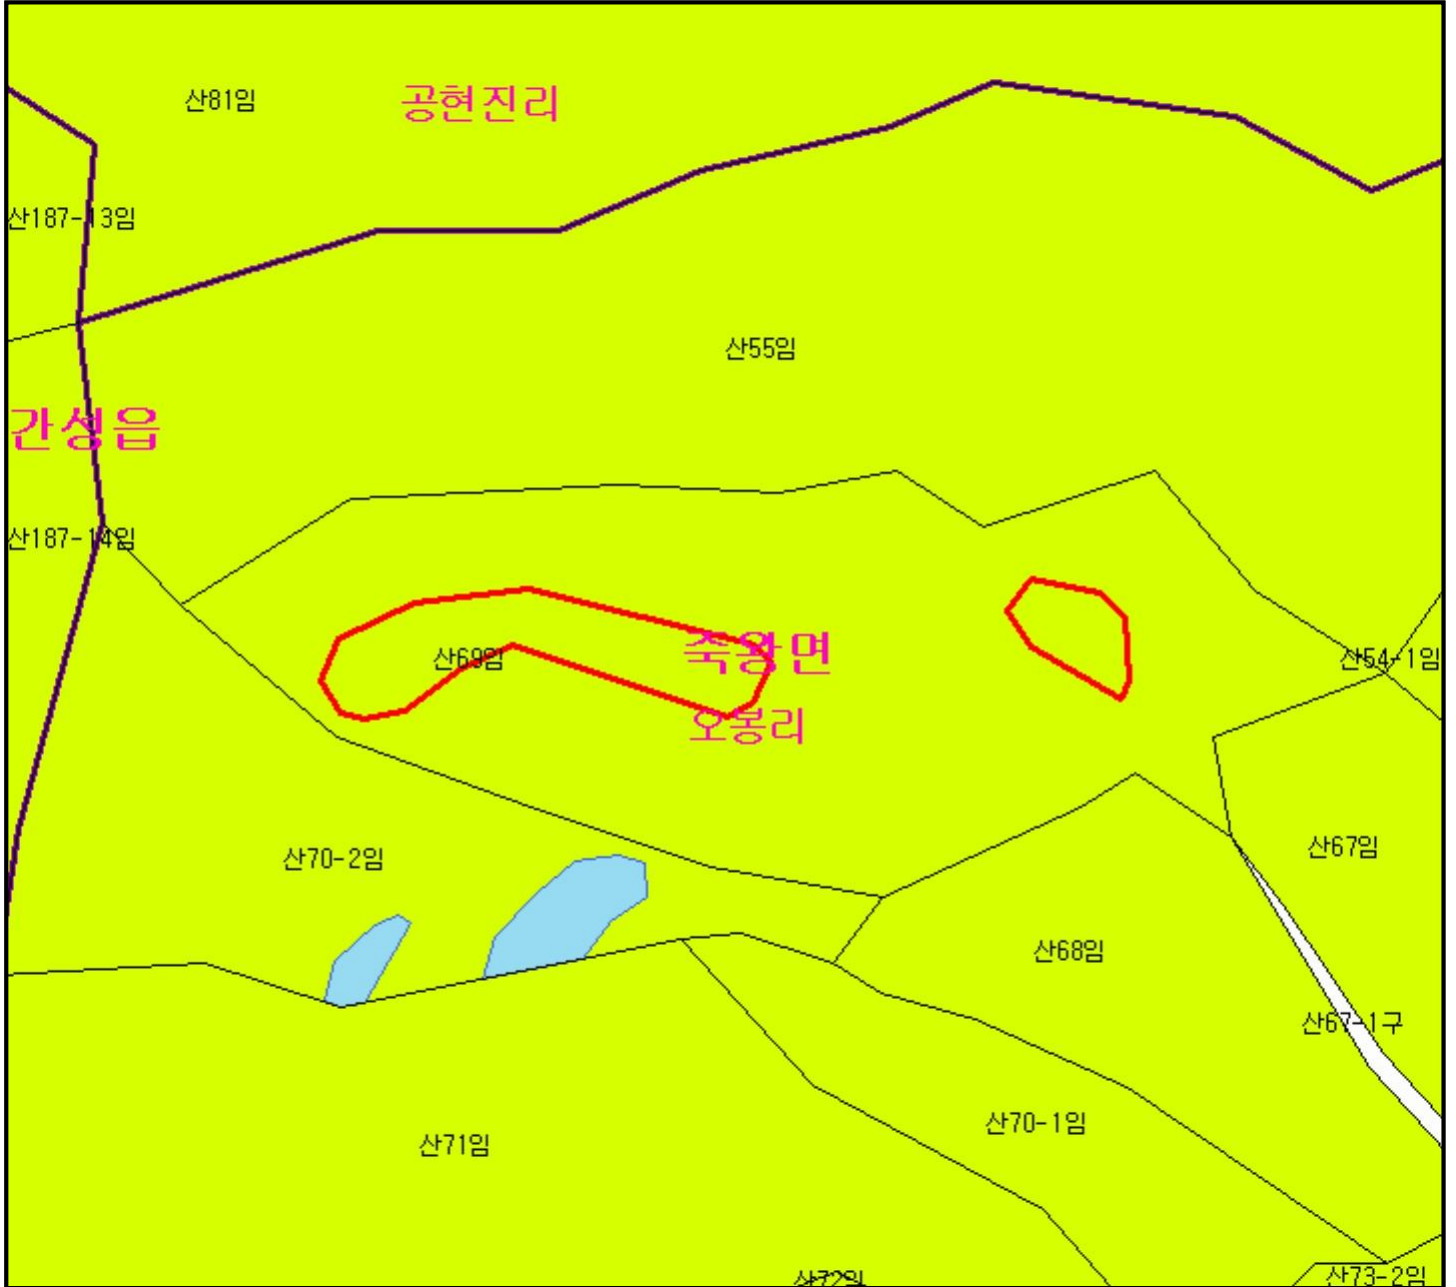 산81임
공현진리
산187-13임
산55임
간성읍
산187-14임
산69임
죽왕면
산54-1임
오봉리
산67임
산70-2임
산68임
산67-1구
산70-1임
산71임
산72임
산73-2임